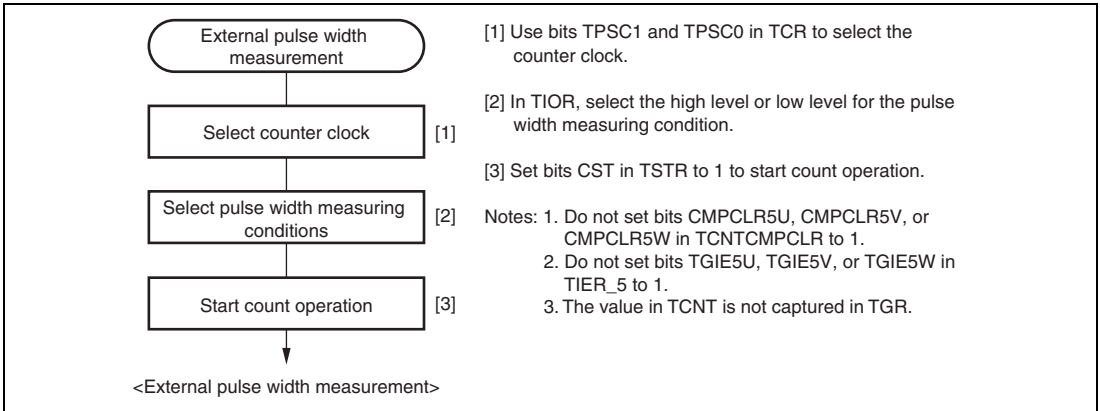 External pulse width
measurement
Select counter clock
[1]
Select pulse width measuring
conditions
[2]
Start count operation
[3]
<External pulse width measurement>
[1] Use bits TPSC1 and TPSC0 in TCR to select the
counter clock.
[2] In TIOR, select the high level or low level for the pulse
width measuring condition.
[3] Set bits CST in TSTR to 1 to start count operation.
Notes: 1. Do not set bits CMPCLR5U, CMPCLR5V, or
CMPCLR5W in TCNTCMPCLR to 1.
2. Do not set bits TGIE5U, TGIE5V, or TGIE5W in
TIER_5 to 1.
3. The value in TCNT is not captured in TGR.